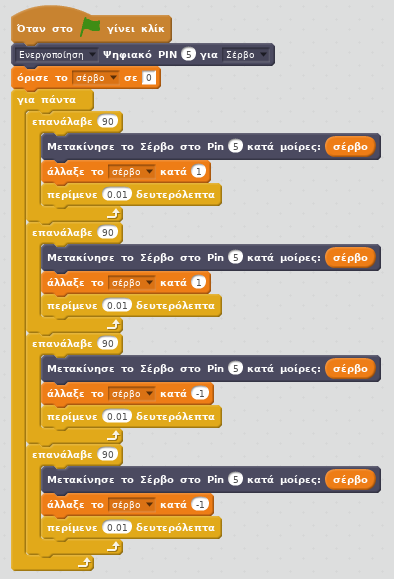 Όταν στο γίνει κλίκ
Ενεργοποίηση Ψηφιακό PIN 5 για Σέρβο
όρισε το σέρβο σε 0
για πάντα
επανάλαβε 90
Μετακίνησε το Σέρβο στο Pin 5 κατά μοίρες: σέρβο
άλλαξε το σέρβο κατά 1
περίμενε 0.01 δευτερόλεπτα
επανάλαβε 90
Μετακίνησε το Σέρβο στο Pin 5 κατά μοίρες: σέρβο
άλλαξε το σέρβο κατά 1
περίμενε 0.01 δευτερόλεπτα
επανάλαβε 90
Μετακίνησε το Σέρβο στο Pin 5 κατά μοίρες: σέρβο
άλλαξε το σέρβο κατά -1
περίμενε 0.01 δευτερόλεπτα
επανάλαβε 90
Μετακίνησε το Σέρβο στο Pin 5 κατά μοίρες: σέρβο
άλλαξε το σέρβο κατά -1
περίμενε 0.01 δευτερόλεπτα